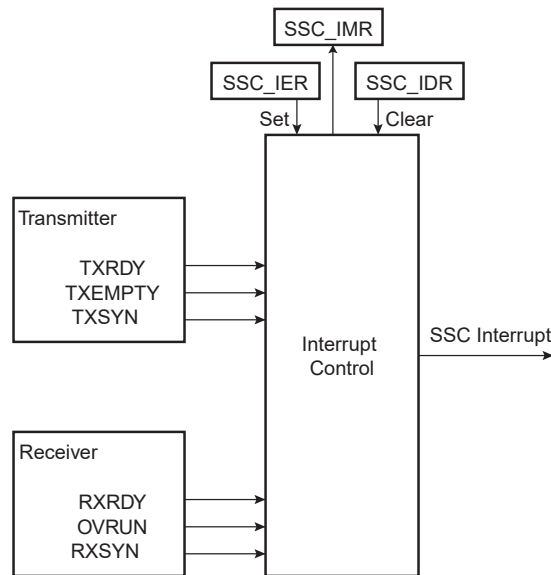 SSC_IMR
SSC_IER
SSC_IDR
Set
Clear
Transmitter
TXRDY
TXEMPTY
TXSYN
Interrupt
Control
SSC Interrupt
Receiver
RXRDY
OVRUN
RXSYN